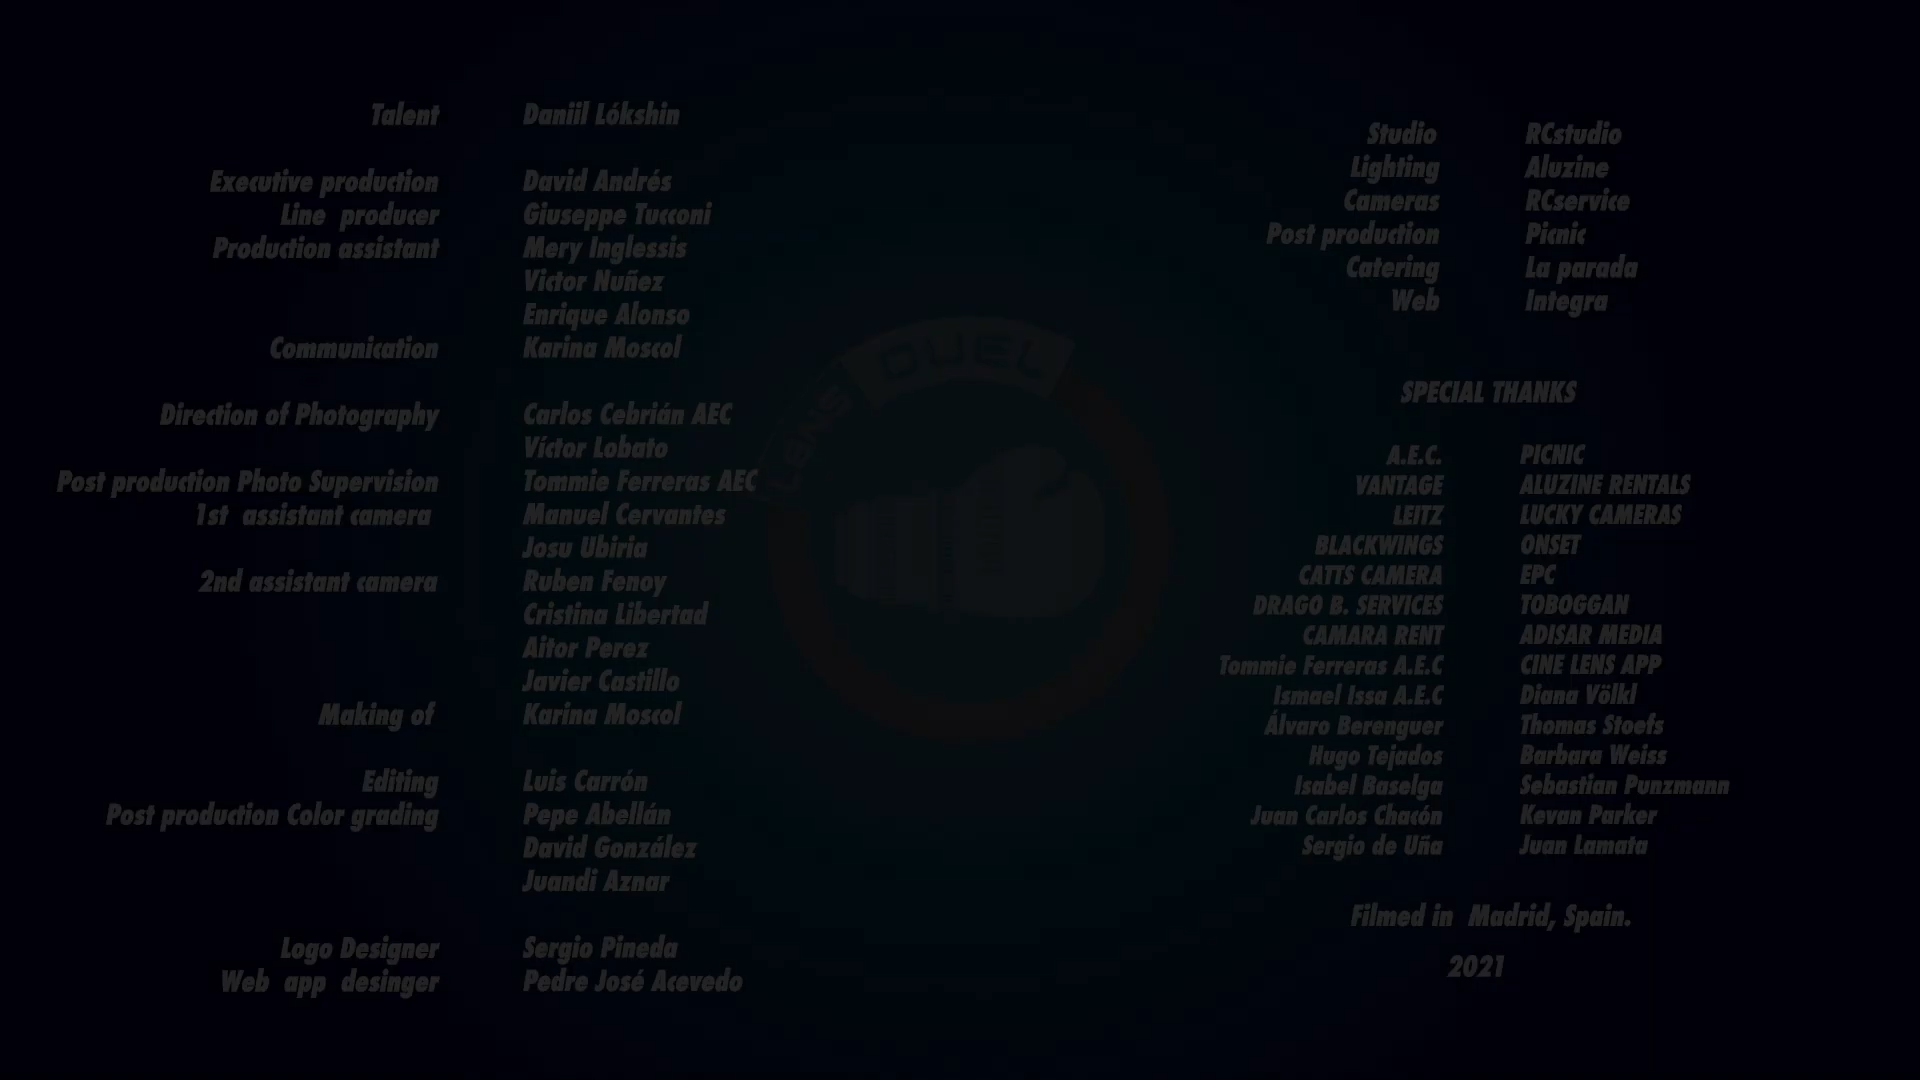 Talent Daniil Lókshin
Executive production David Andrés
Line producer Giuseppe Tucconi
Production assistant Mery Inglessis
Victor Nuñez
Enrique Alonso
Communication Karina Moscol
Direction of Photography Carlos Cebrián AEC
Víctor Lobato
Post production Photo Supervision Tommie Ferreras AEC
1st assistant camera Manuel Cervantes
Josu Ubiria
2nd assistant camera Ruben Fenoy
Cristina Libertad
Aitor Perez
Javier Castillo
Making of Karina Moscol
Editing Luis Carrón
Post production Color grading Pepe Abellán
David González
Juandi Aznar
Logo Designer Sergio Pineda
Web app desinger Pedre José Acevedo
LENS DUEL
Studio RCstudio
Lighting Aluzine
Cameras RCservice
Post production Picnic
Catering La parada
Web Integra
SPECIAL THANKS
A.E.C. PICNIC
VANTAGE ALUZINE RENTALS
LEITZ LUCKY CAMERAS
BLACKWINGS ONSET
CATTS CAMERA EPC
DRAGO B. SERVICES TOBOGGAN
CAMARA RENT ADISAR MEDIA
Tommie Ferreras A.E.C CINE LENS APP
Ismael Issa A.E.C Diana Völkl
Álvaro Berenguer Thomas Stoefs
Hugo Tejados Barbara Weiss
Isabel Baselga Sebastian Punzmann
Juan Carlos Chacón Kevan Parker
Sergio de Uña Juan Lamata
Filmed in Madrid, Spain.
2021